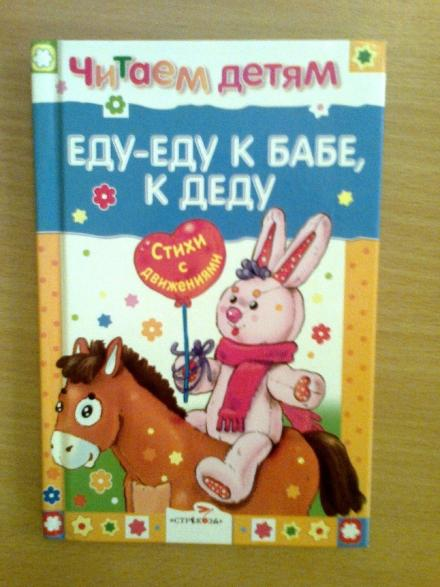 Читаем детям
ЕДУ-ЕДУ К БАБЕ,
К ДЕДУ
Стихи
с
движениями
«СТРЕКОЗА»